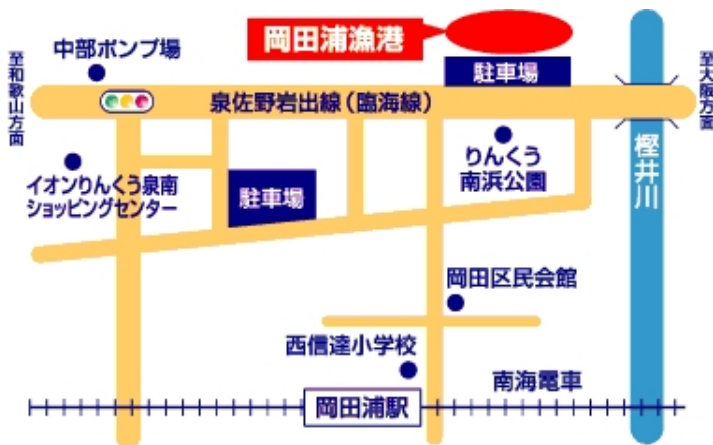 岡田浦漁港
中部ポンプ場
駐車場
至和歌山方面
至大阪方面
泉佐野岩出線(臨海線)
りんくう
南浜公園
樫井川
イオンりんくう泉南
ショッピングセンター
駐車場
岡田区民会館
西信達小学校
南海電車
岡田浦駅